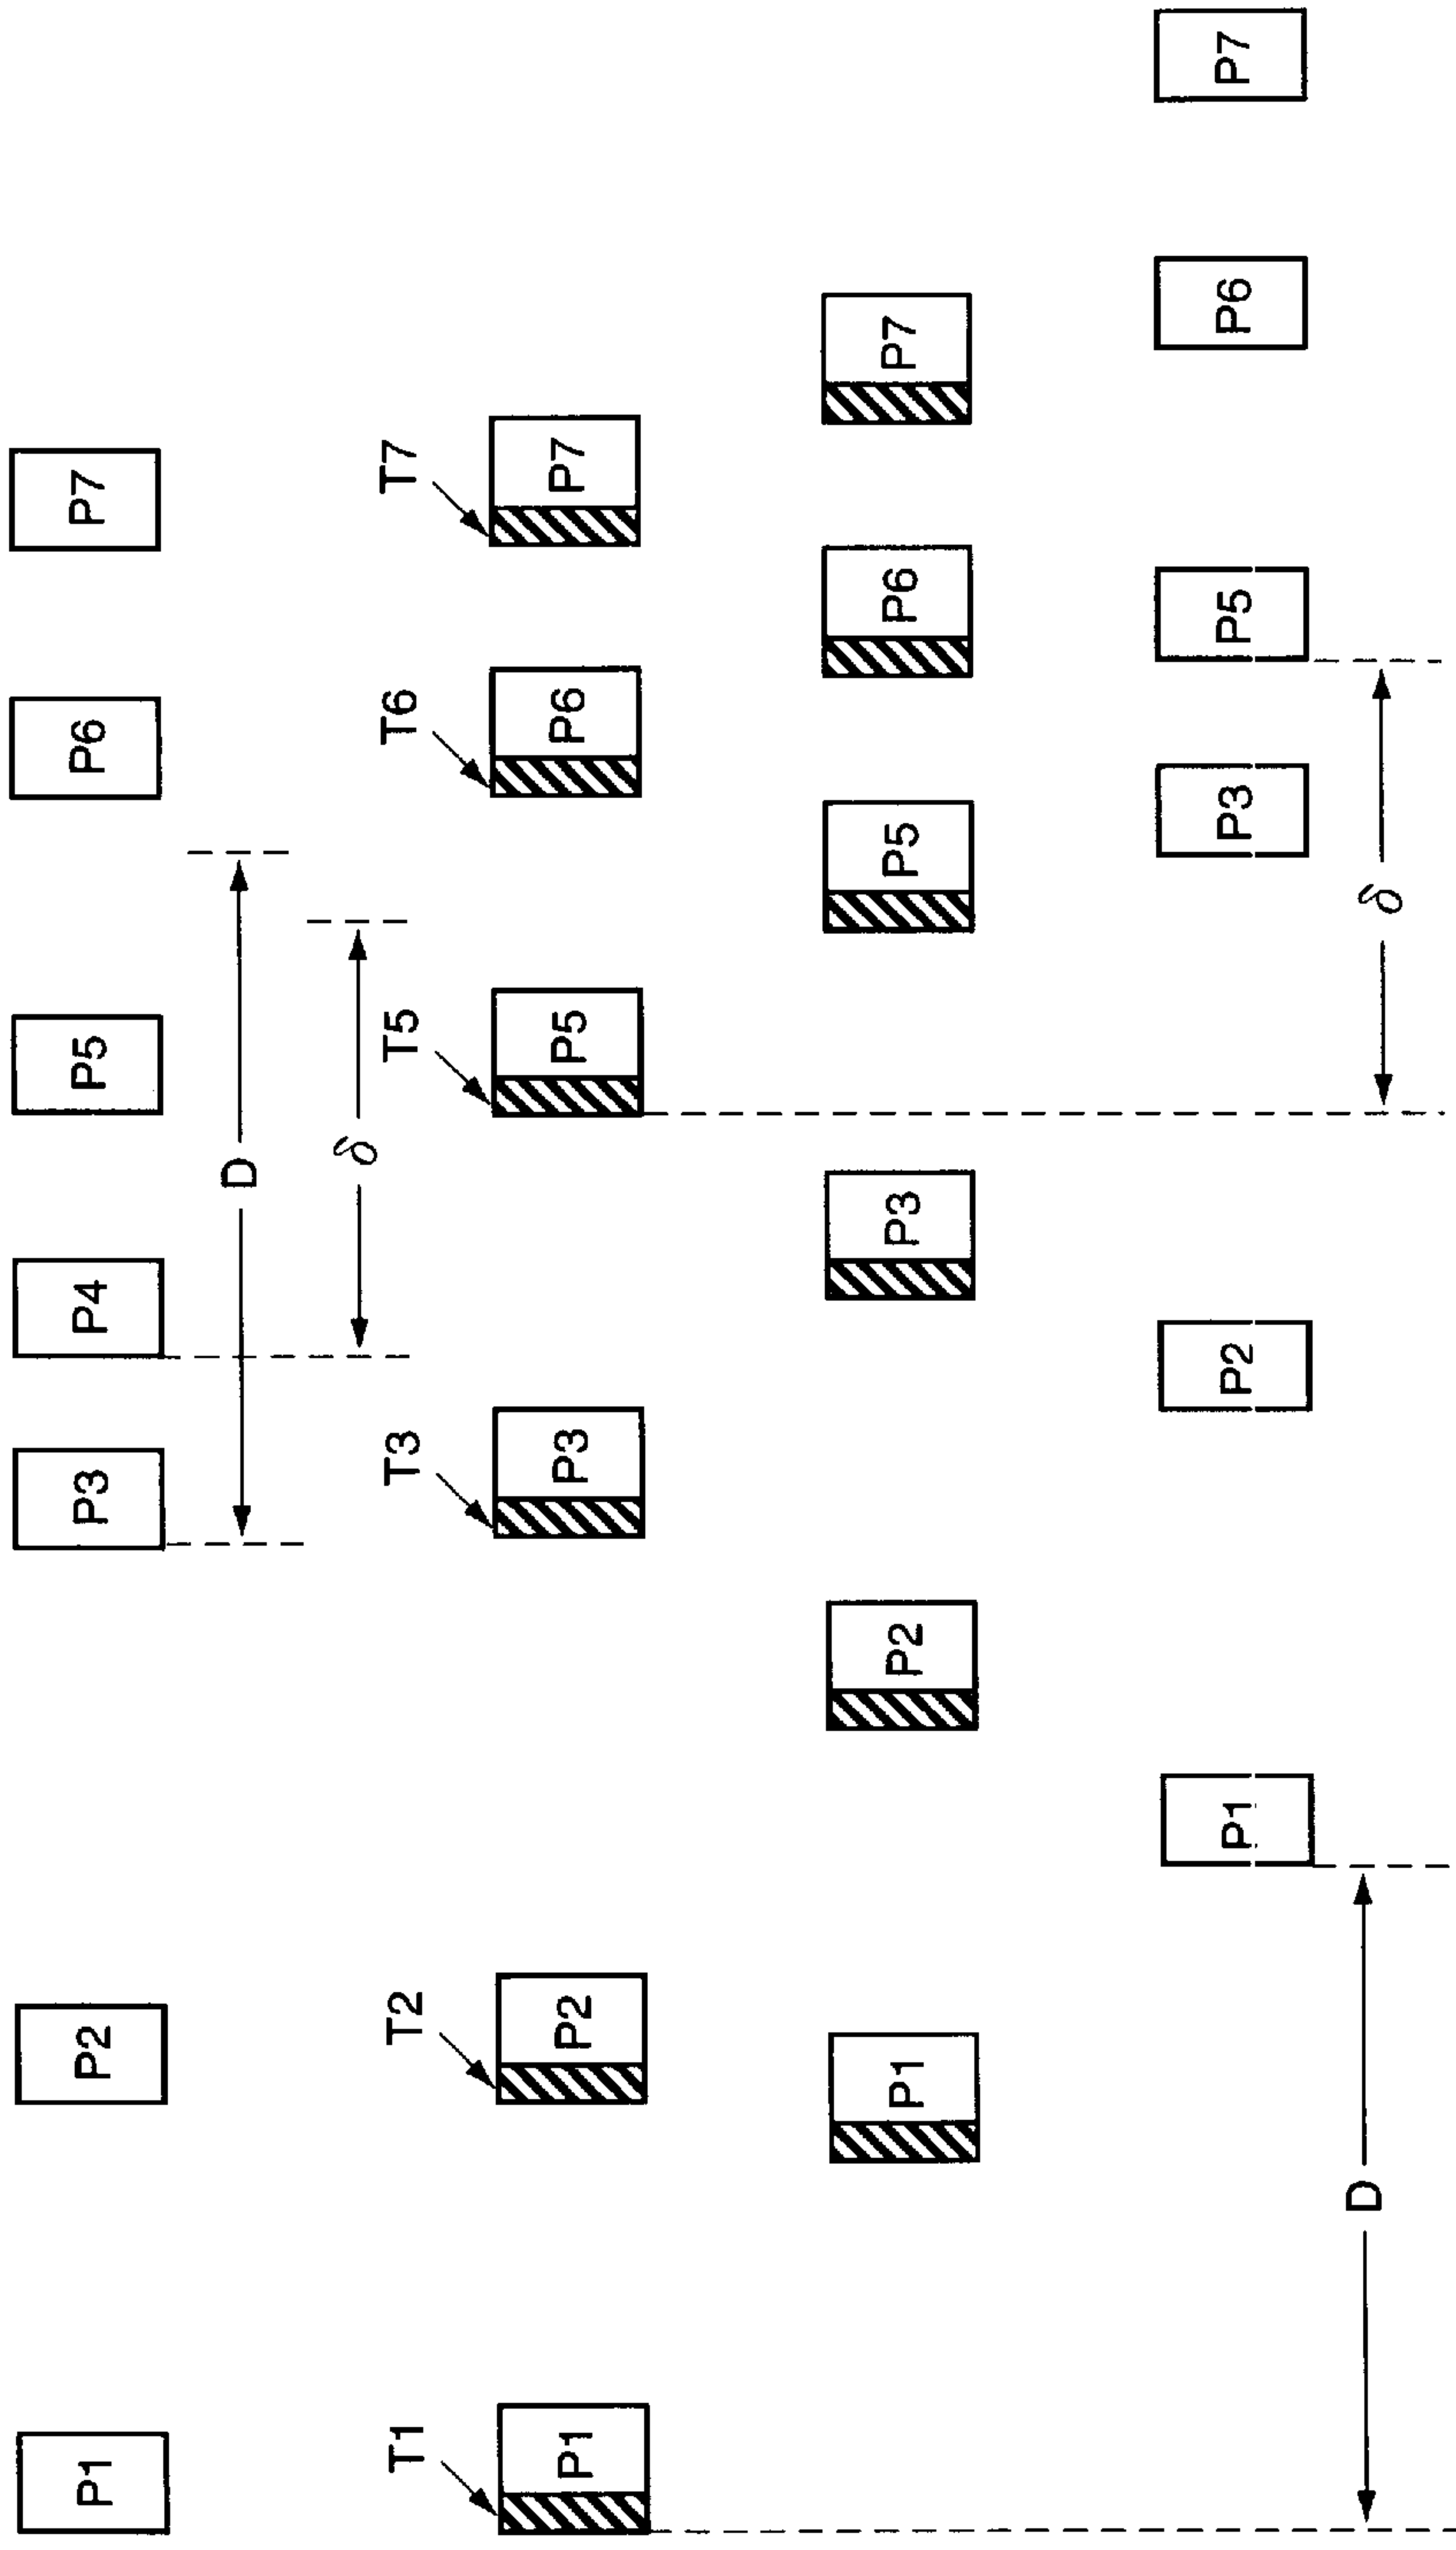 P1 P2 P3 P4 P5 P6 P7
D
δ
T1 T2 T3 T5 T6 T7
P1 P2 P3 P5 P6 P7
P1 P2 P3 P5 P6 P7
P1 P2 P3 P5 P6 P7
D δ